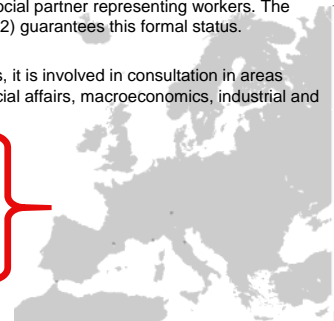 ocial partner representing workers. The
2) guarantees this formal status.
s, it is involved in consultation in areas
cial affairs, macroeconomics, industrial and